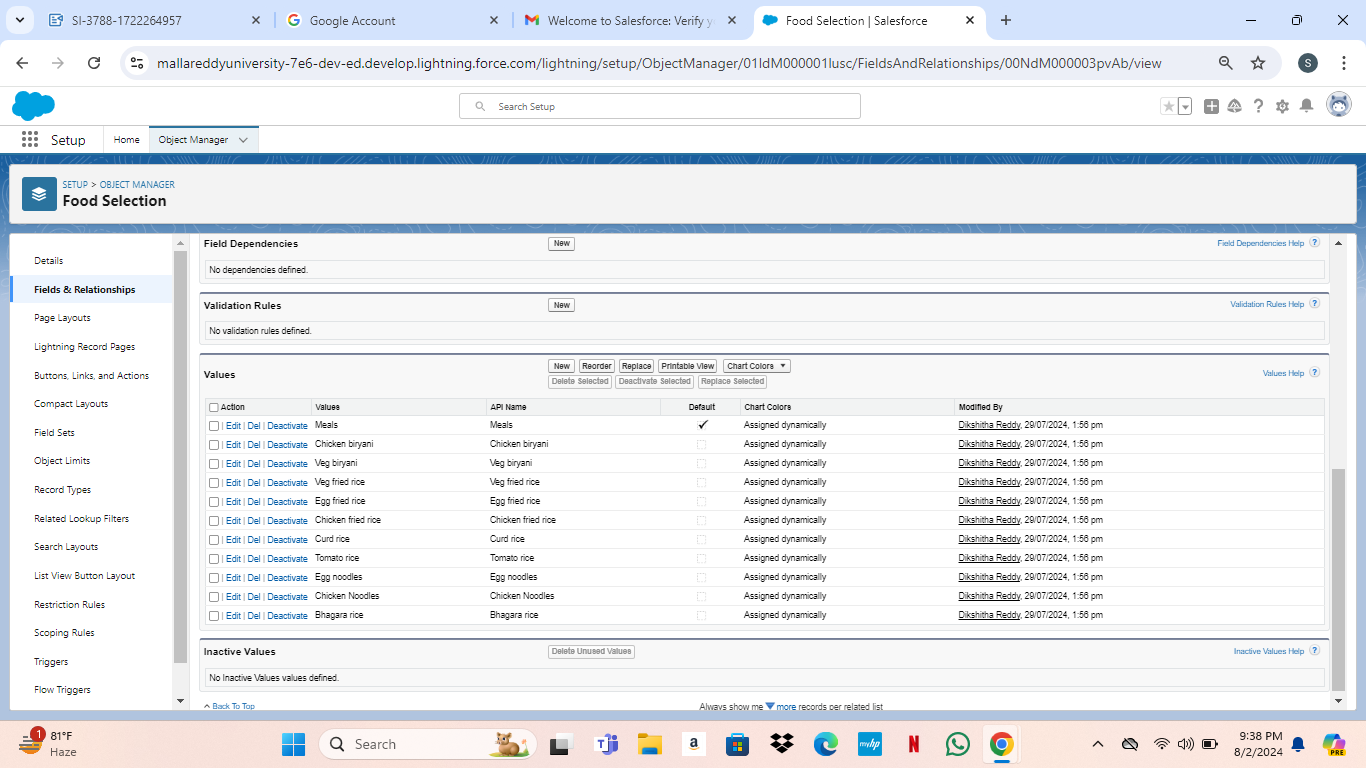 SI-3788-1722264957
Google Account
Welcome to Salesforce: Verify y
Food Selection | Salesforce
mallareddyuniversity-7e6-dev-ed.develop.lightning.force.com/lightning/setup/ObjectManager/01IdM000001Iusc/FieldsAndRelationships/00NdM000003pvAb/view
S
Search Setup
Setup
Home
Object Manager
SETUP > OBJECT MANAGER
Food Selection
Details
Fields & Relationships
Page Layouts
Lightning Record Pages
Buttons, Links, and Actions
Compact Layouts
Field Sets
Object Limits
Record Types
Related Lookup Filters
Search Layouts
List View Button Layout
Restriction Rules
Scoping Rules
Triggers
Flow Triggers
Field Dependencies New Field Dependencies Help ?
No dependencies defined.
Validation Rules New Validation Rules Help ?
No validation rules defined.
Values New Reorder Replace Printable View Chart Colors Values Help ?
Delete Selected Deactivate Selected Replace Selected
Action Values API Name Default Chart Colors Modified By
| Edit | Del | Deactivate Meals Meals Assigned dynamically Dikshitha Reddy, 29/07/2024, 1:56 pm
| Edit | Del | Deactivate Chicken biryani Chicken biryani Assigned dynamically Dikshitha Reddy, 29/07/2024, 1:56 pm
| Edit | Del | Deactivate Veg biryani Veg biryani Assigned dynamically Dikshitha Reddy, 29/07/2024, 1:56 pm
| Edit | Del | Deactivate Veg fried rice Veg fried rice Assigned dynamically Dikshitha Reddy, 29/07/2024, 1:56 pm
| Edit | Del | Deactivate Egg fried rice Egg fried rice Assigned dynamically Dikshitha Reddy, 29/07/2024, 1:56 pm
| Edit | Del | Deactivate Chicken fried rice Chicken fried rice Assigned dynamically Dikshitha Reddy, 29/07/2024, 1:56 pm
| Edit | Del | Deactivate Curd rice Curd rice Assigned dynamically Dikshitha Reddy, 29/07/2024, 1:56 pm
| Edit | Del | Deactivate Tomato rice Tomato rice Assigned dynamically Dikshitha Reddy, 29/07/2024, 1:56 pm
| Edit | Del | Deactivate Egg noodles Egg noodles Assigned dynamically Dikshitha Reddy, 29/07/2024, 1:56 pm
| Edit | Del | Deactivate Chicken Noodles Chicken Noodles Assigned dynamically Dikshitha Reddy, 29/07/2024, 1:56 pm
| Edit | Del | Deactivate Bhagara rice Bhagara rice Assigned dynamically Dikshitha Reddy, 29/07/2024, 1:56 pm
Inactive Values Delete Unused Values Inactive Values Help ?
No Inactive Values values defined.
Back To Top Always show me more records per related list
1
81°F
Haze
Search
9:38 PM
8/2/2024
PRE